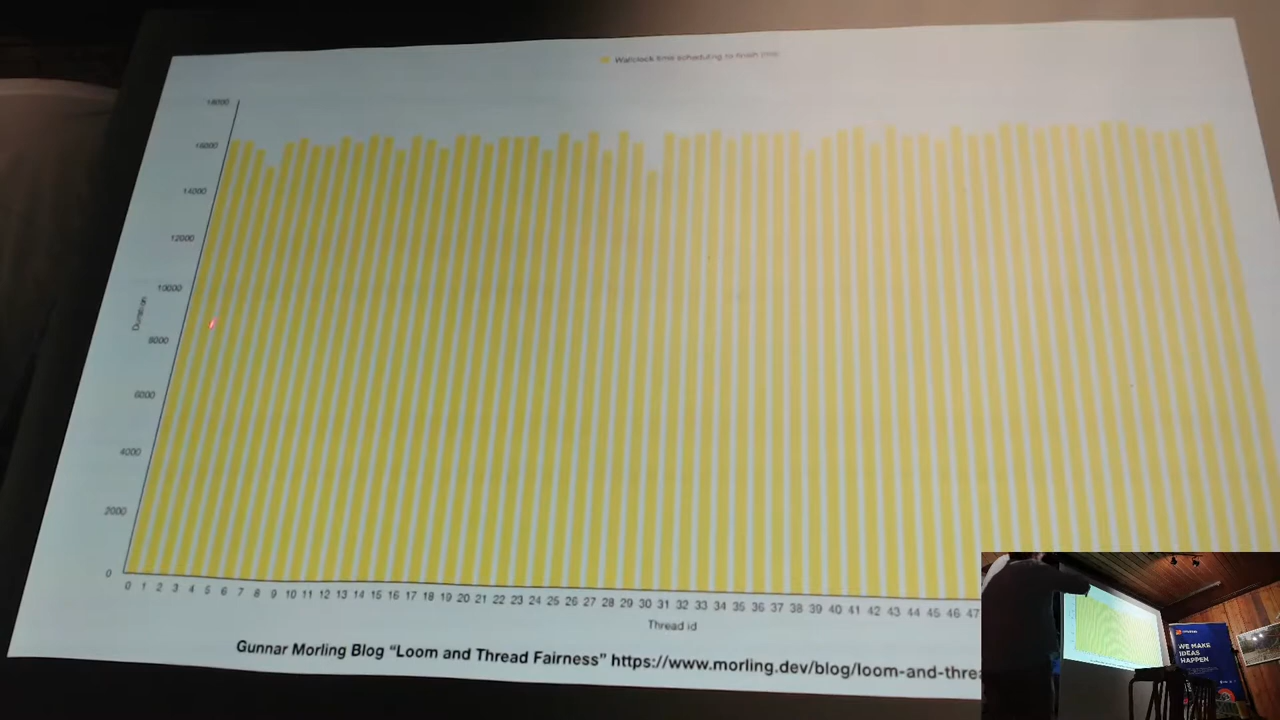 Wallclock time scheduling to finish time
18000
16000
14000
12000
10000
8000
6000
4000
2000
0
Duration
0 1 2 3 4 5 6 7 8 9 10 11 12 13 14 15 16 17 18 19 20 21 22 23 24 25 26 27 28 29 30 31 32 33 34 35 36 37 38 39 40 41 42 43 44 45 46 47
Thread id
Gunnar Morling Blog “Loom and Thread Fairness” https://www.morling.dev/blog/loom-and-threa
WE MAKE
IDEAS
HAPPEN